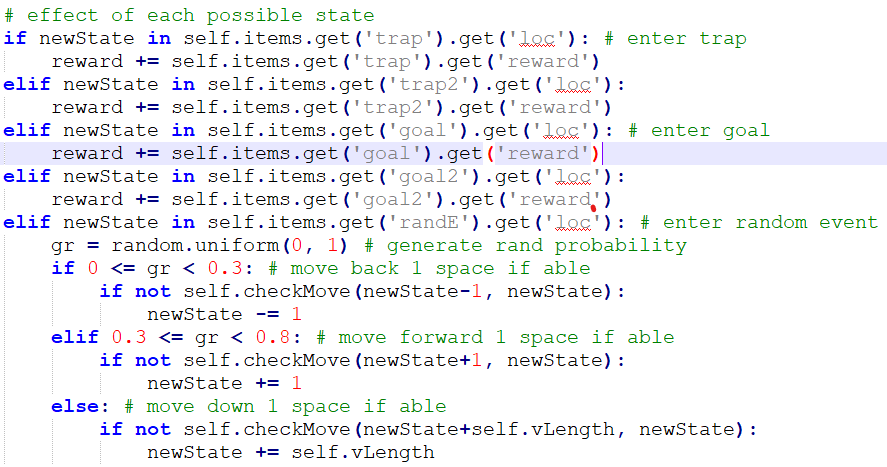 # effect of each possible state
if newState in self.items.get('trap').get('loc'): # enter trap
    reward += self.items.get('trap').get('reward')
elif newState in self.items.get('trap2').get('loc'):
    reward += self.items.get('trap2').get('reward')
elif newState in self.items.get('goal').get('loc'): # enter goal
    reward += self.items.get('goal').get('reward')
elif newState in self.items.get('goal2').get('loc'):
    reward += self.items.get('goal2').get('reward')
elif newState in self.items.get('randE').get('loc'): # enter random event
    gr = random.uniform(0, 1) # generate rand probability
    if 0 <= gr < 0.3: # move back 1 space if able
        if not self.checkMove(newState-1, newState):
            newState -= 1
    elif 0.3 <= gr < 0.8: # move forward 1 space if able
        if not self.checkMove(newState+1, newState):
            newState += 1
    else: # move down 1 space if able
        if not self.checkMove(newState+self.vLength, newState):
            newState += self.vLength